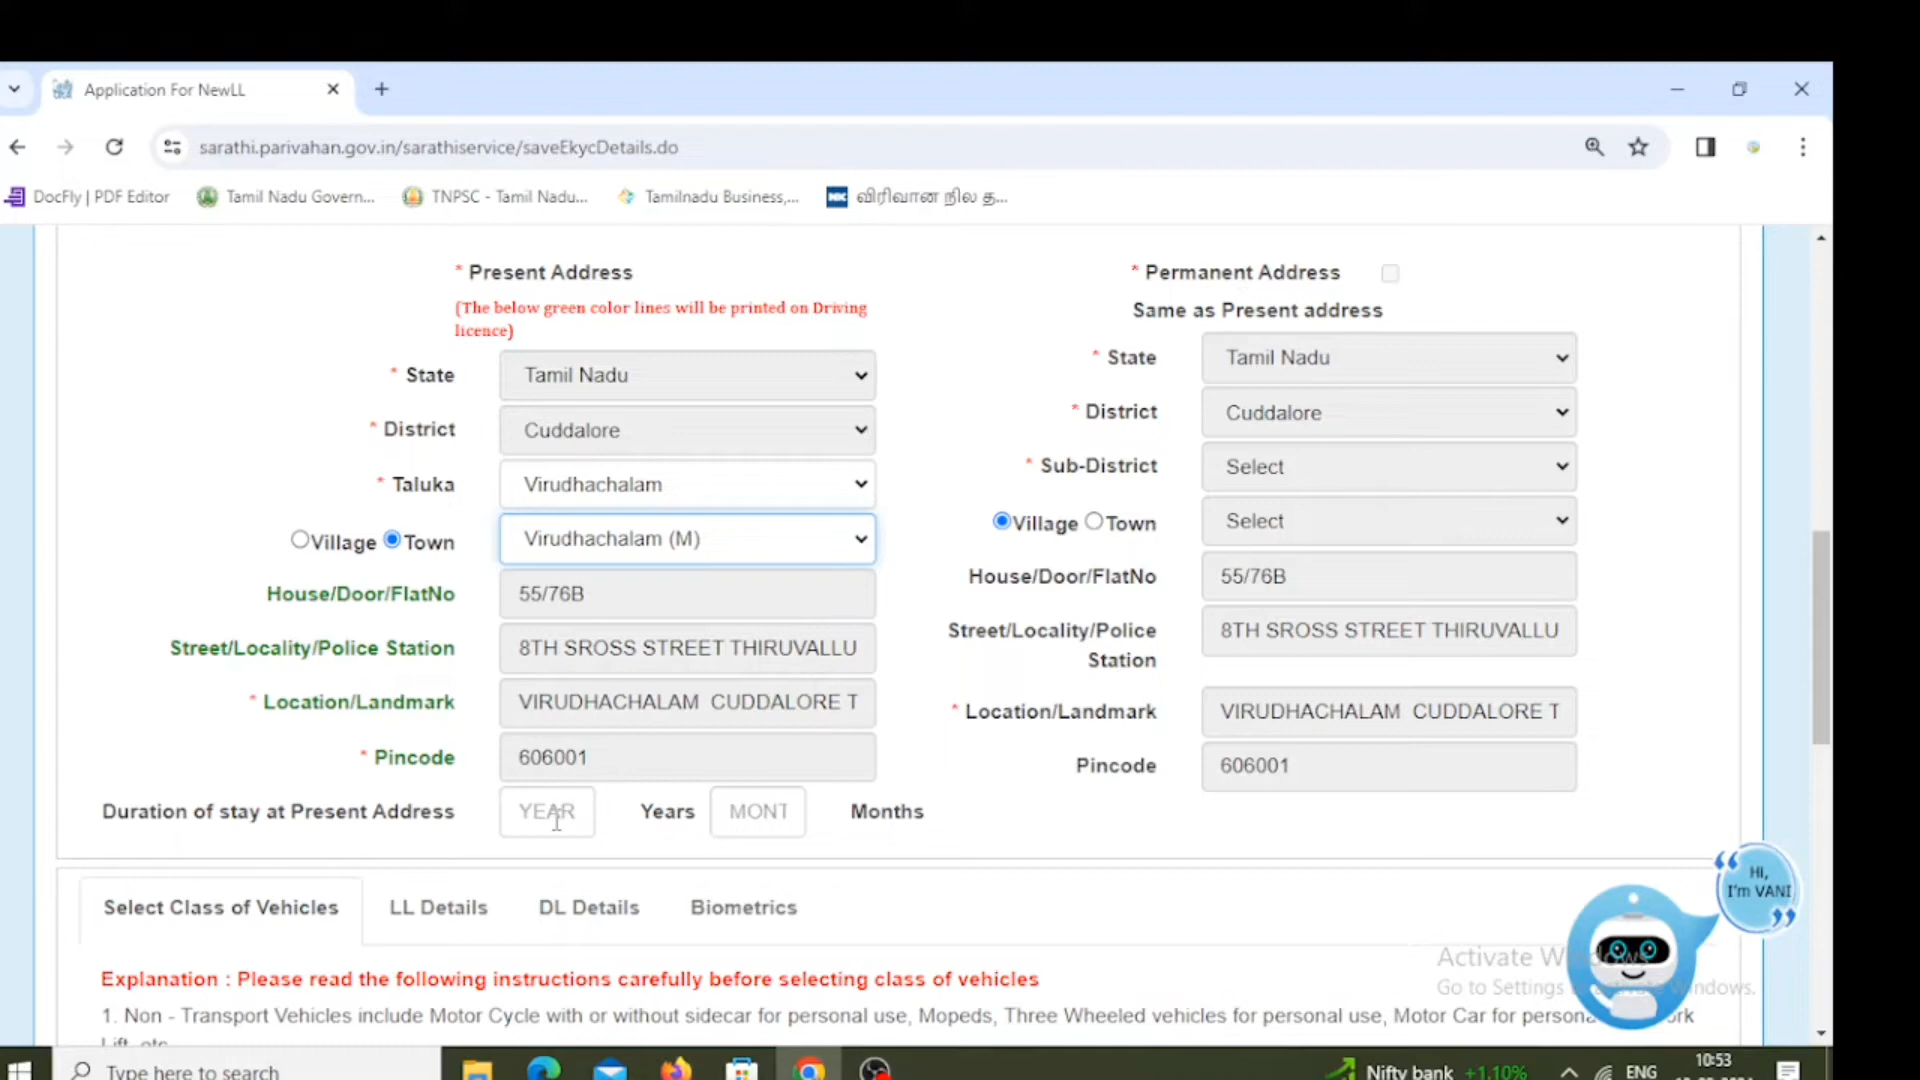 Application For NewLL
sarathi.parivahan.gov.in/sarathiservice/saveEkycDetails.do
DocFly | PDF Editor
Tamil Nadu Govern...
TNPSC - Tamil Nadu...
Tamilnadu Business,...
விரிவான நில த...
* Present Address
(The below green color lines will be printed on Driving
licence)
* State Tamil Nadu
* District Cuddalore
* Taluka Virudhachalam
Village Town Virudhachalam (M)
House/Door/FlatNo 55/76B
Street/Locality/Police Station 8TH SROSS STREET THIRUVALLU
* Location/Landmark VIRUDHACHALAM CUDDALORE T
* Pincode 606001
Duration of stay at Present Address YEAR Years MONT Months
* Permanent Address
Same as Present address
* State Tamil Nadu
* District Cuddalore
* Sub-District Select
Village Town Select
House/Door/FlatNo 55/76B
Street/Locality/Police 8TH SROSS STREET THIRUVALLU
Station
* Location/Landmark VIRUDHACHALAM CUDDALORE T
Pincode 606001
Select Class of Vehicles LL Details DL Details Biometrics
Explanation : Please read the following instructions carefully before selecting class of vehicles
1. Non - Transport Vehicles include Motor Cycle with or without sidecar for personal use, Mopeds, Three Wheeled vehicles for personal use, Motor Car for
Lift, etc
Hi,
I'm VANI
Activate
Go to Settings
Type here to search
Nifty bank +1.10%
ENG
10:53